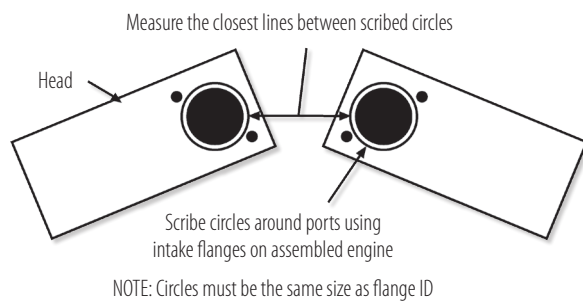 Measure the closest lines between scribed circles
Head
Scribe circles around ports using
intake flanges on assembled engine
NOTE: Circles must be the same size as flange ID